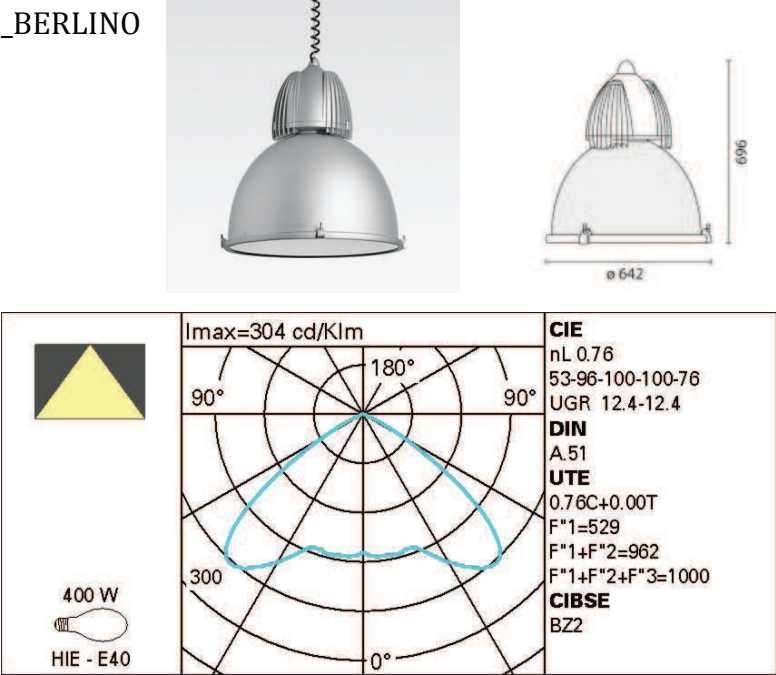 _BERLINO
696
ø 642
Imax=304 cd/Klm
180°
90°
90°
300
0°
400 W
HIE - E40
CIE
nL 0.76
53-96-100-100-76
UGR 12.4-12.4
DIN
A.51
UTE
0.76C+0.00T
F"1=529
F"1+F"2=962
F"1+F"2+F"3=1000
CIBSE
BZ2